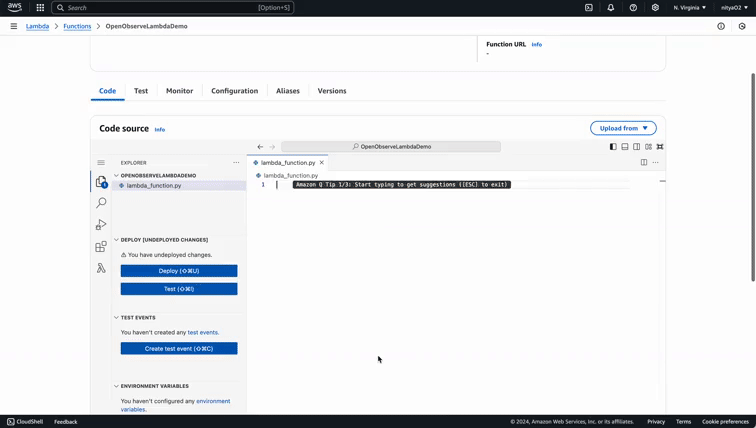 aws
Search
[Option+S]
N. Virginia
nityaO2
Lambda > Functions > OpenObserveLambdaDemo
Function URL Info
-
Code
Test
Monitor
Configuration
Aliases
Versions
Code source Info
Upload from
OpenObserveLambdaDemo
EXPLORER
lambda_function.py
OPENOBSERVELAMBDADEMO
lambda_function.py
lambda_function.py
1
1
Amazon Q Tip 1/3: Start typing to get suggestions ([ESC] to exit)
DEPLOY [UNDEPLOYED CHANGES]
You have undeployed changes.
Deploy (⇧⌘U)
Test (⇧⌘I)
TEST EVENTS
You haven't created any test events.
Create test event (⇧⌘C)
ENVIRONMENT VARIABLES
You haven't configured any environment
variables.
CloudShell
Feedback
© 2024, Amazon Web Services, Inc. or its affiliates.
Privacy
Terms
Cookie preferences